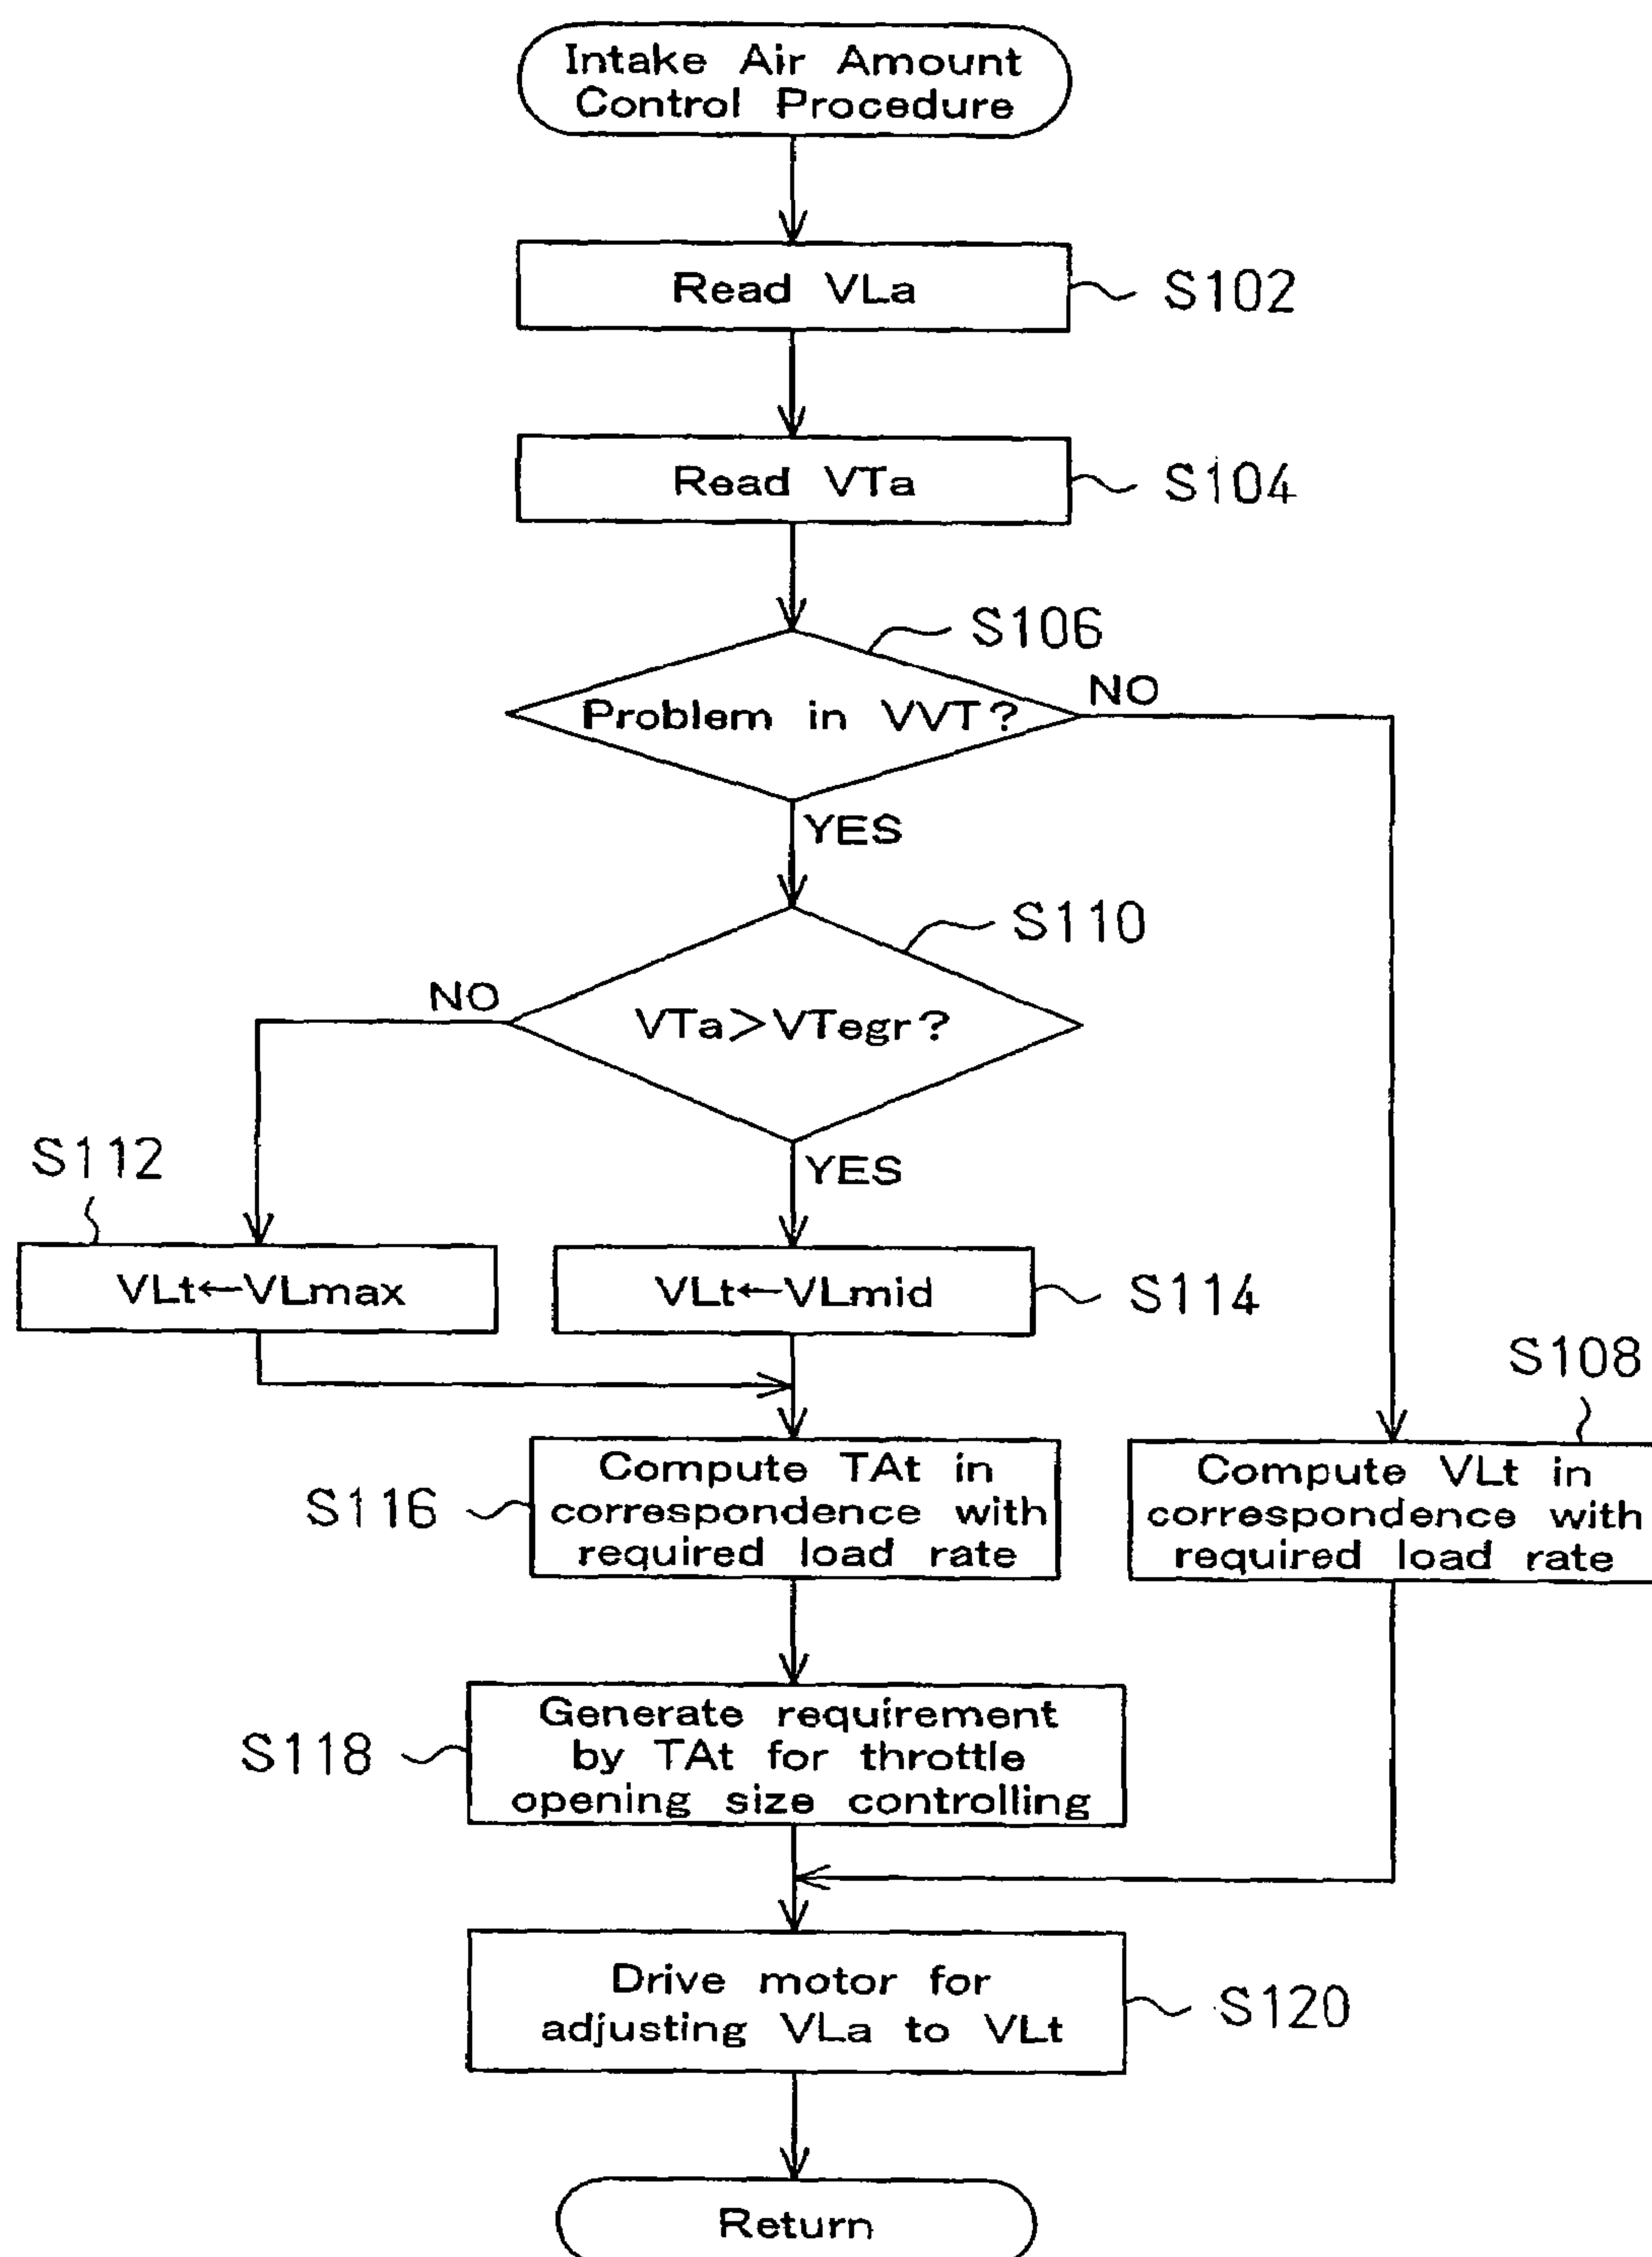 Intake Air Amount
Control Procedure
Read VLa
S102
Read VTa
S104
S106
Problem in VVT?
NO
YES
S110
NO
VTa>VTegr?
YES
S112
VLt←VLmax
VLt←VLmid
S114
S108
Compute TAt in
correspondence with
required load rate
S116
Compute VLt in
correspondence with
required load rate
Generate requirement
by TAt for throttle
opening size controlling
S118
Drive motor for
adjusting VLa to VLt
S120
Return